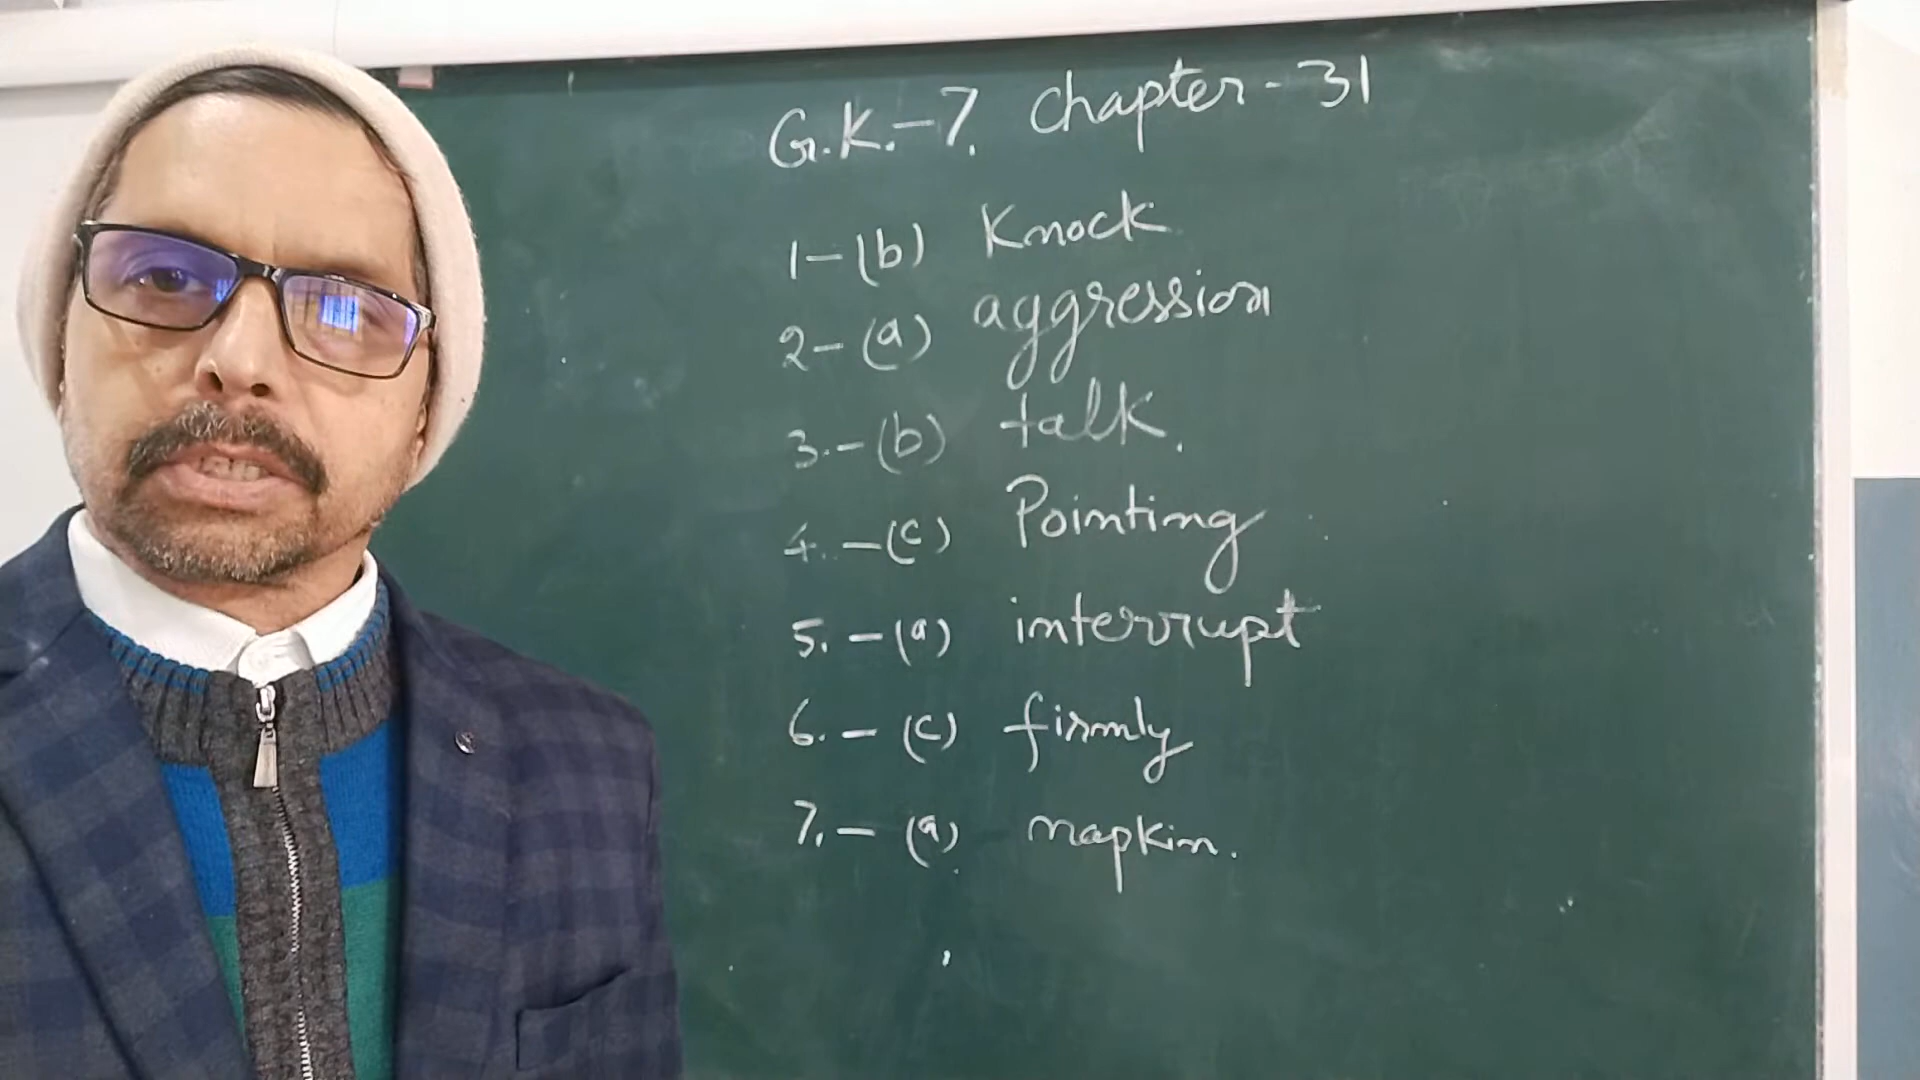 G.K.-7. Chapter-31
1-(b) Knock
2-(a) aggression
3.-(b) talk.
4.-(c) Pointing
5.-(a) interrupt
6.-(c) firmly
7.-(a) napkin.